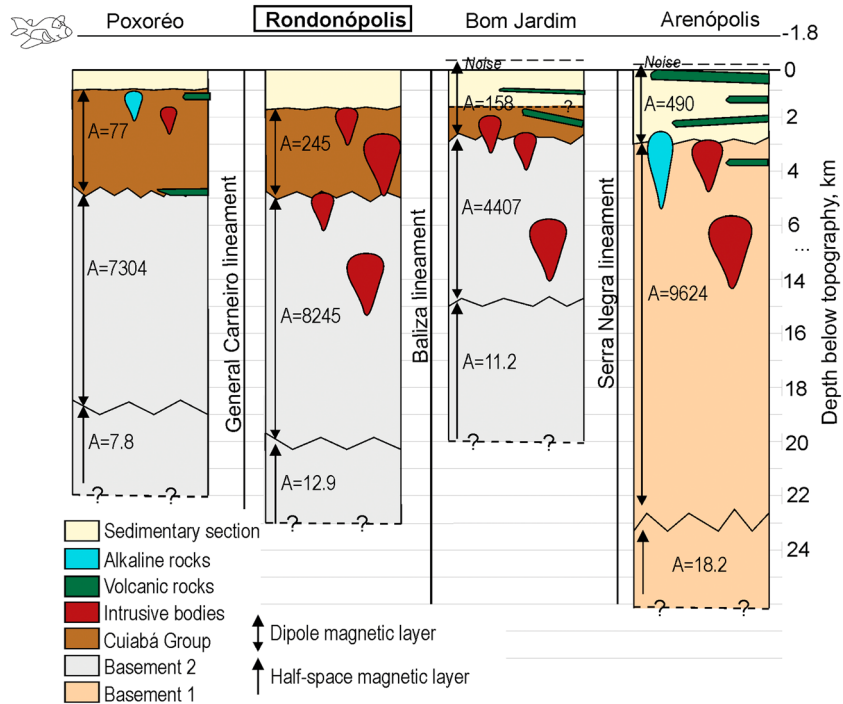 Poxoréo
Rondonópolis
Bom Jardim
Arenópolis
-1.8
Noise
Noise
0
A=158
?
A=490
2
A=77
A=245
4
A=4407
6
...
A=7304
A=8245
A=9624
14
A=11.2
16
18
A=7.8
20
? ?
A=12.9
22
? ?
? ?
24
A=18.2
? ?
General Carneiro lineament
Baliza lineament
Serra Negra lineament
Depth below topography, km
Sedimentary section
Alkaline rocks
Volcanic rocks
Intrusive bodies
Cuiabá Group
Basement 2
Basement 1
Dipole magnetic layer
Half-space magnetic layer